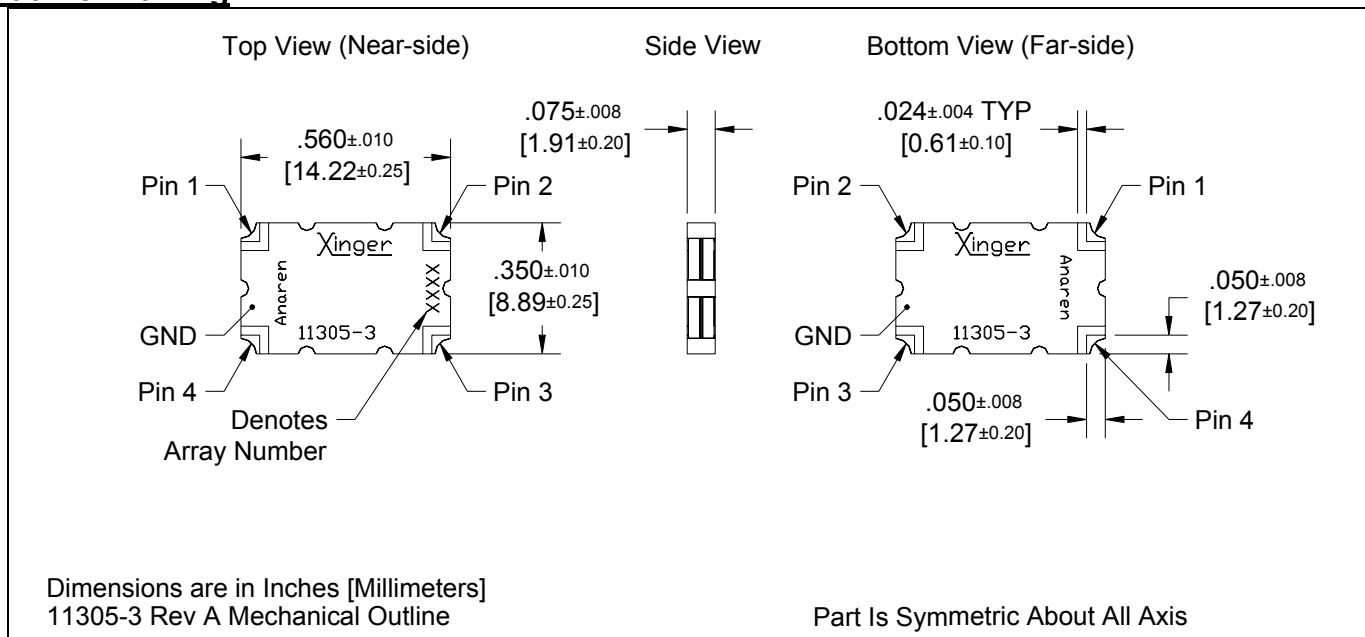 Top View (Near-side)
Side View
Bottom View (Far-side)
.560±.010
[14.22±0.25]
.075±.008
[1.91±0.20]
.024±.004 TYP
[0.61±0.10]
Pin 1
Pin 2
Pin 2
Pin 1
Xinger
Anaren
XXXX
11305-3
.350±.010
[8.89±0.25]
Xinger
Anaren
11305-3
.050±.008
[1.27±0.20]
GND
GND
Pin 4
Pin 3
Pin 3
Pin 4
Denotes
Array Number
.050±.008
[1.27±0.20]
Dimensions are in Inches [Millimeters]
11305-3 Rev A Mechanical Outline
Part Is Symmetric About All Axis